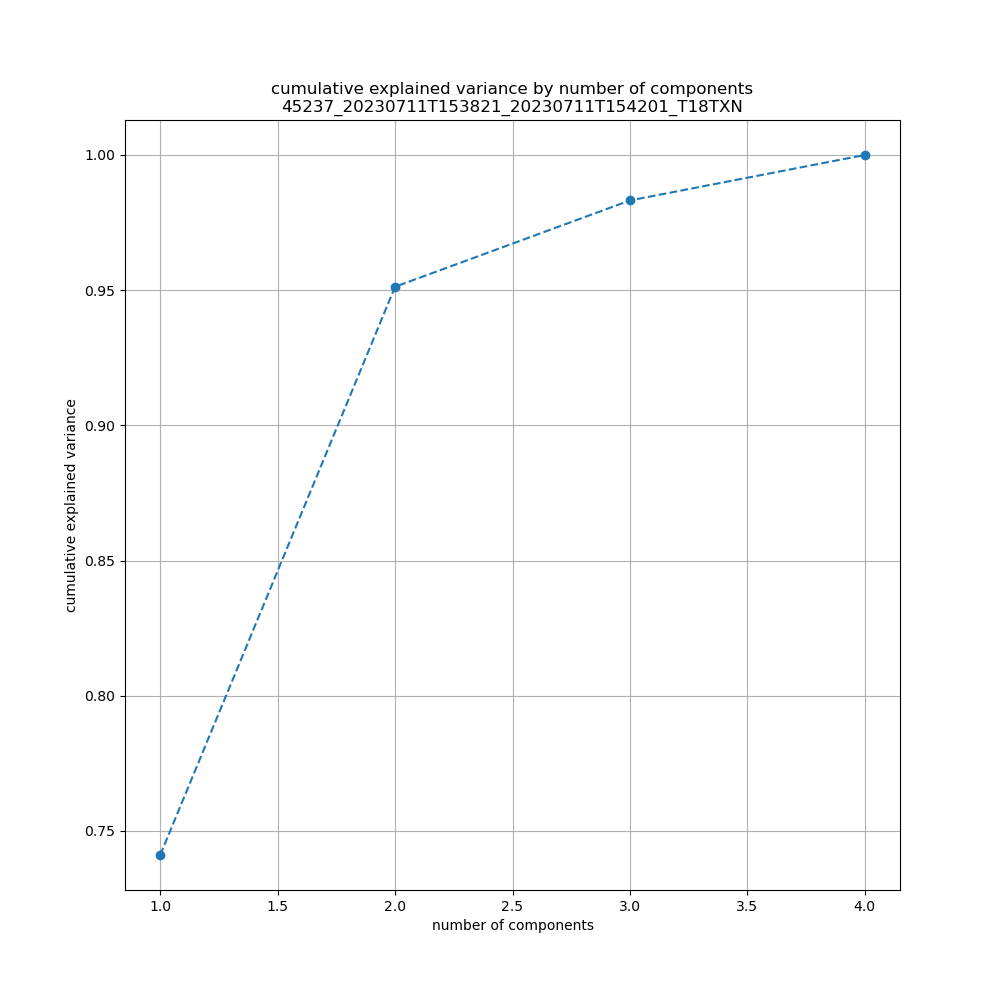 cumulative explained variance by number of components
45237_20230711T153821_20230711T154201_T18TXN
1.00
0.95
0.90
0.85
0.80
0.75
cumulative explained variance
1.0 1.5 2.0 2.5 3.0 3.5 4.0
number of components